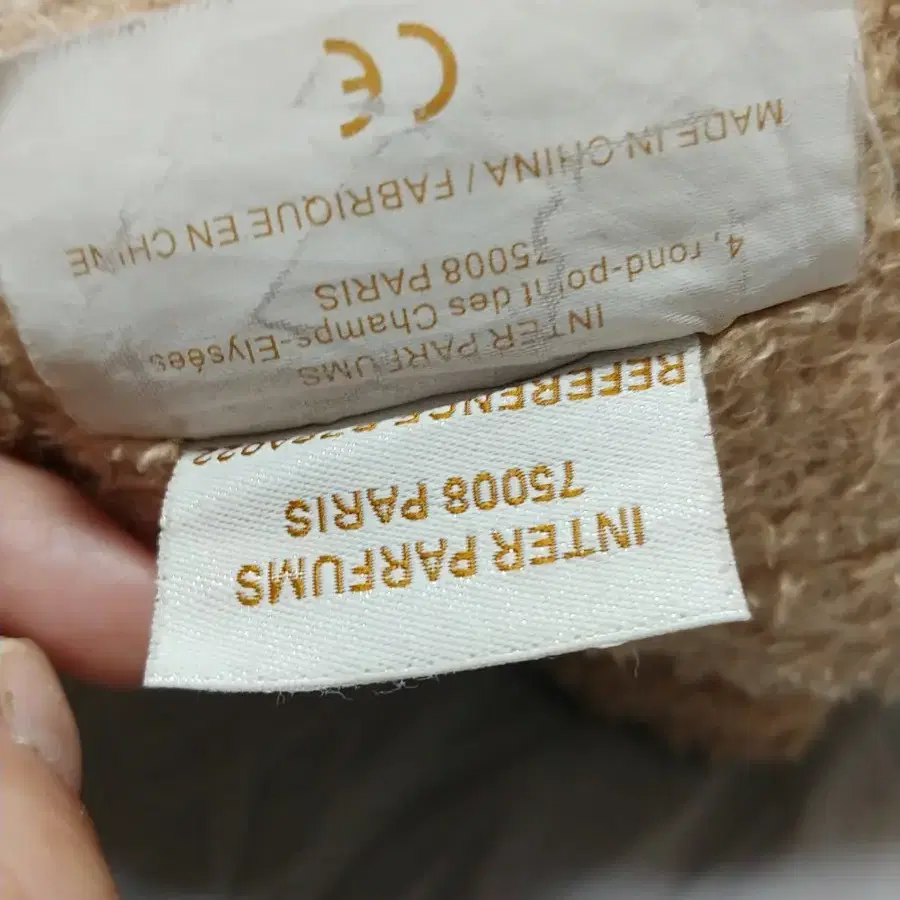 INTER PARFUMS
75008 PARIS
REFERENCE
INTER PARFUMS
4, rond-point des Champs-Elysées
75008 PARIS
MADE IN CHINA / FABRIQUE EN CHINE
CE